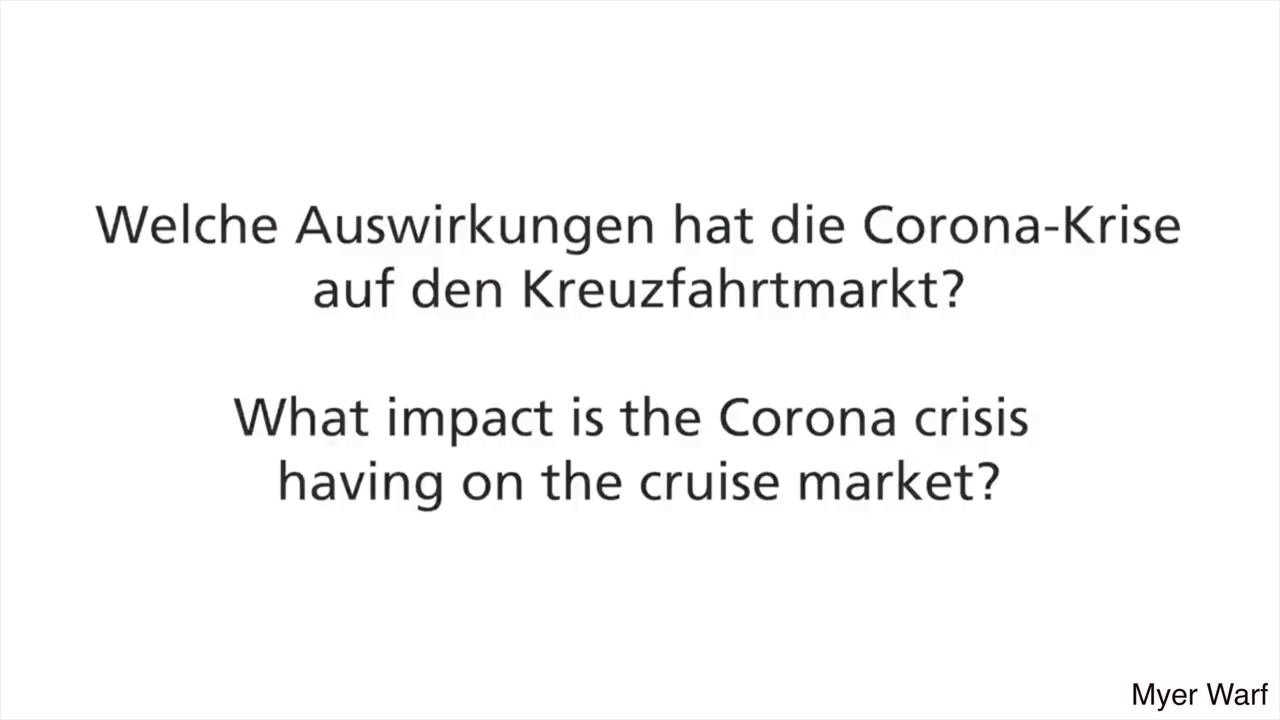 Welche Auswirkungen hat die Corona-Krise
auf den Kreuzfahrtmarkt?
What impact is the Corona crisis
having on the cruise market?
Myer Warf